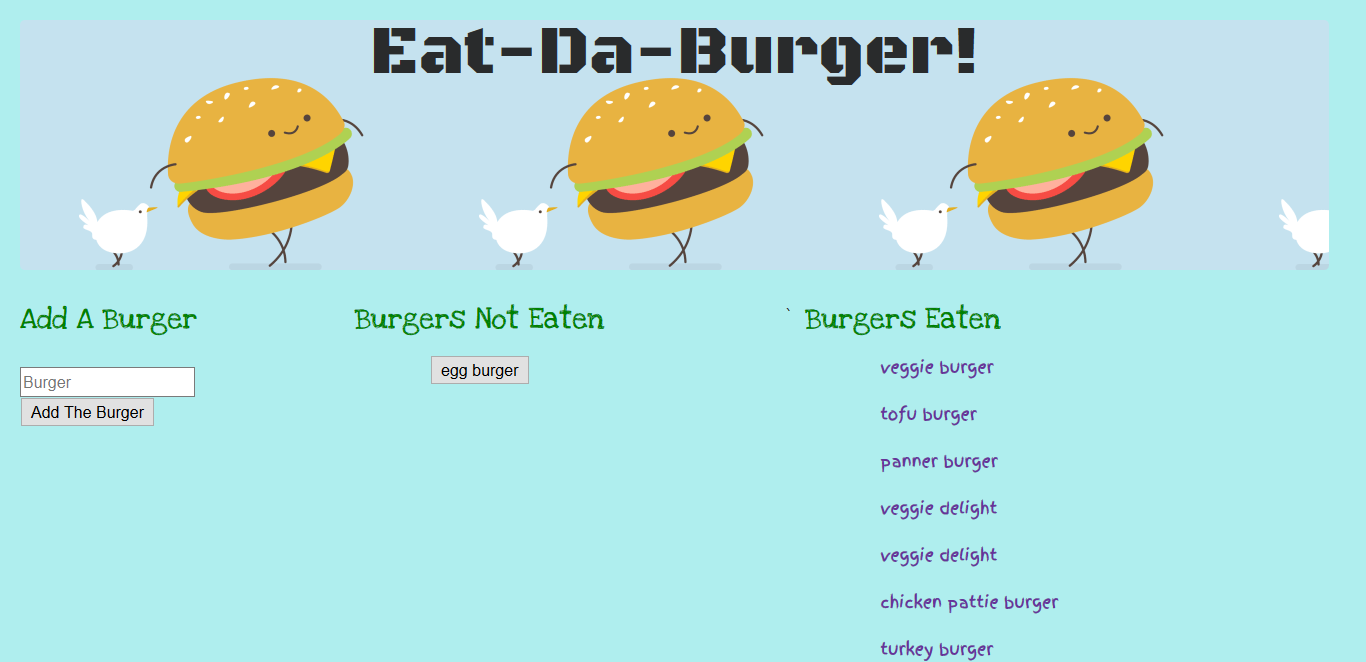 Eat-Da-Burger!
Add A Burger
Burger
Add The Burger
Burgers Not Eaten
egg burger
` Burgers Eaten
veggie burger
tofu burger
panner burger
veggie delight
veggie delight
chicken pattie burger
turkey burger